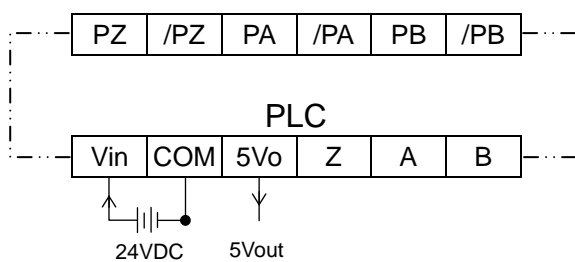 PZ /PZ PA /PA PB /PB
PLC
Vin COM 5Vo Z A B
24VDC 5Vout